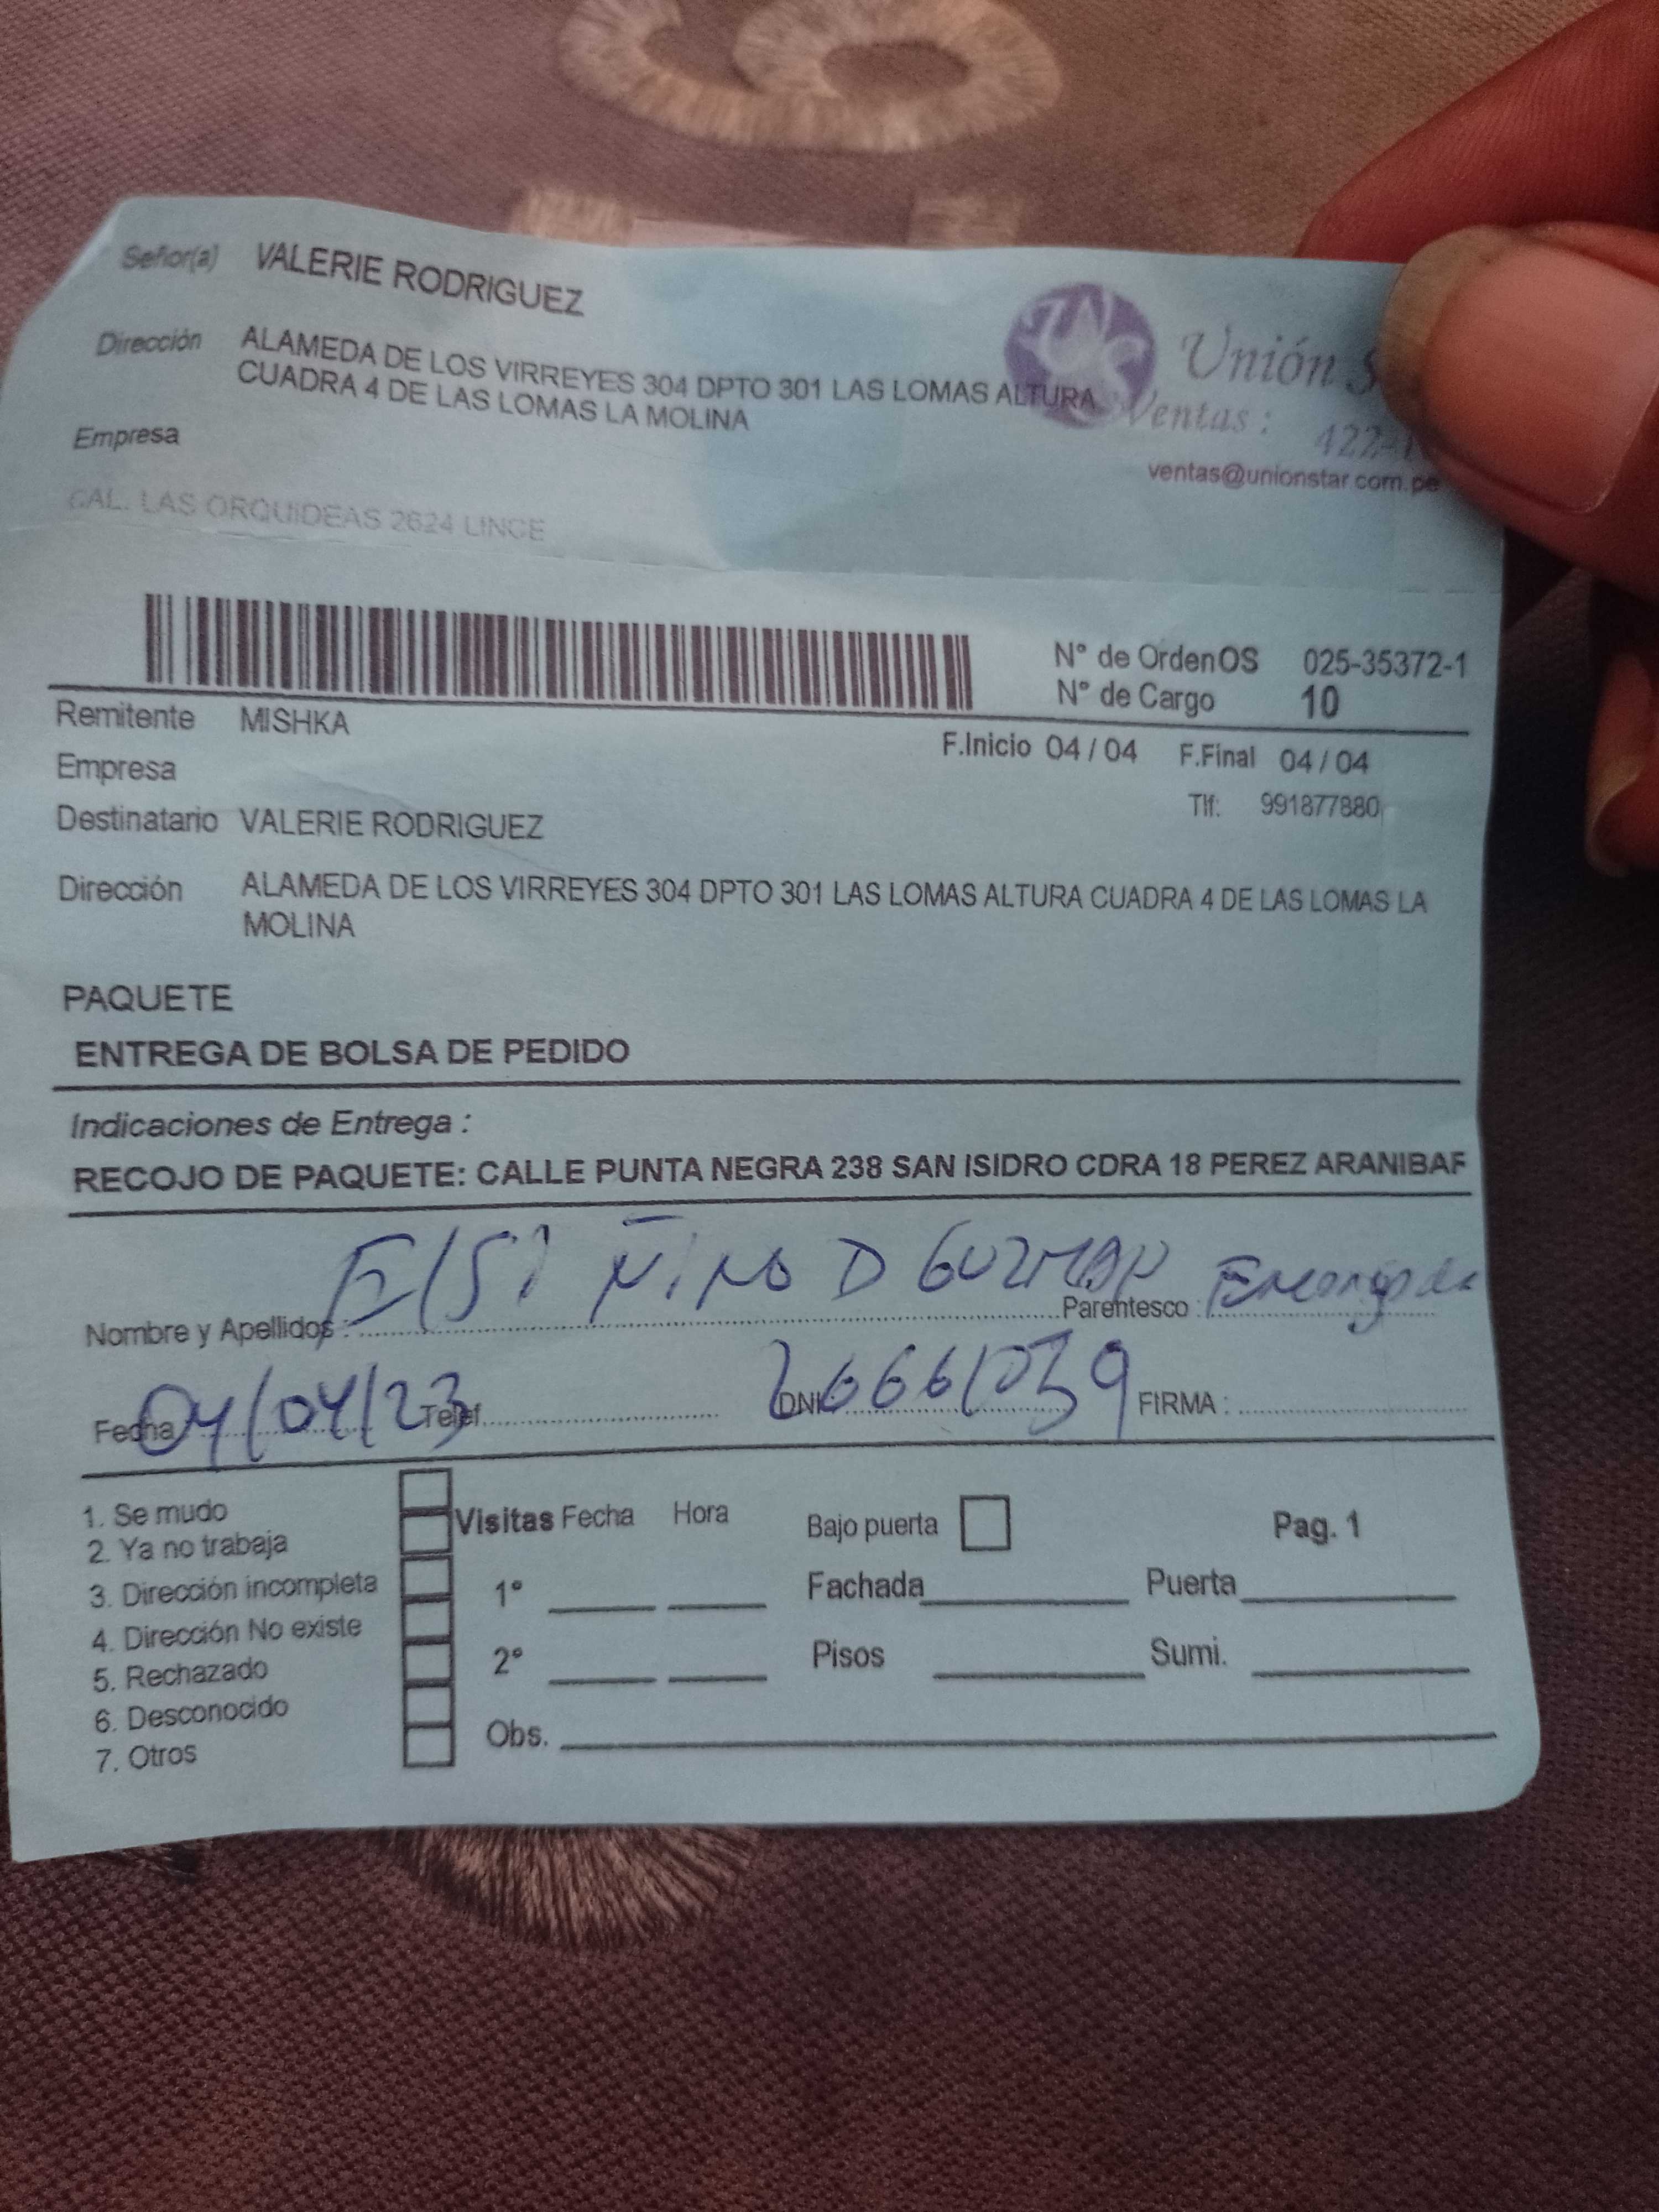 Señor(a) VALERIE RODRIGUEZ
Dirección ALAMEDA DE LOS VIRREYES 304 DPTO 301 LAS LOMAS ALTURA
CUADRA 4 DE LAS LOMAS LA MOLINA
Unión
Ventas : 422-1
ventas@unionstar.com.pe
Empresa
CAL. LAS ORQUIDEAS 2624 LINCE
N° de Orden OS 025-35372-1
N° de Cargo 10
Remitente MISHKA
F.Inicio 04 / 04 F.Final 04 / 04
Empresa
Tlf: 991877880
Destinatario VALERIE RODRIGUEZ
Dirección ALAMEDA DE LOS VIRREYES 304 DPTO 301 LAS LOMAS ALTURA CUADRA 4 DE LAS LOMAS LA
MOLINA
PAQUETE
ENTREGA DE BOLSA DE PEDIDO
Indicaciones de Entrega :
RECOJO DE PAQUETE: CALLE PUNTA NEGRA 238 SAN ISIDRO CDRA 18 PEREZ ARANIBAR
Nombre y Apellidos : Elsi Niño D GUZMAN Parentesco :
Fecha 04/04/23 Telef. DNI 26661039 FIRMA :
1. Se mudo
2. Ya no trabaja
3. Dirección incompleta
4. Dirección No existe
5. Rechazado
6. Desconocido
7. Otros
Visitas Fecha Hora
1°
2°
Obs.
Bajo puerta Pag. 1
Fachada Puerta
Pisos Sumi.